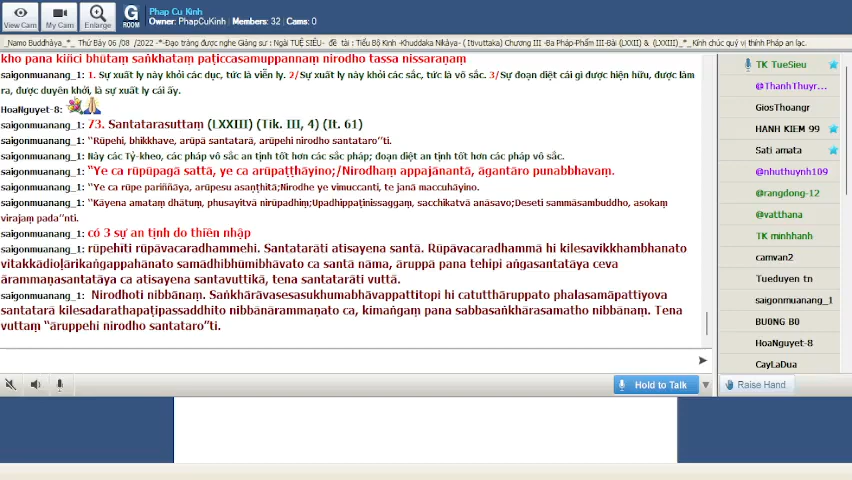 Phap Cu Kinh
Owner: PhapCuKinh | Members: 32 | Cams: 0
View Cam
My Cam
Enlarge
G
ROOM
_Namo Buddhāya_*_ Thứ Bảy 06 /08 /2022 -*-Đạo tràng được nghe Giảng sư : Ngài TUỆ SIÊU- đề tài : Tiểu Bộ Kinh -Khuddaka Nikāya- ( Itivuttaka) Chương III -Ba Pháp-Phẩm III-Bài (LXXII) & (LXXIII)_*_ Kính chúc quý vị thính Pháp an lạc.
kho pana kiñci bhūtaṃ saṅkhataṃ paṭiccasamuppannaṃ nirodho tassa nissaraṇaṃ
saigonmuanang_1: 1. Sự xuất ly này khỏi các dục, tức là viễn ly. 2/Sự xuất ly này khỏi các sắc, tức là vô sắc. 3/Sự đoạn diệt cái gì được hiện hữu, được làm
ra, được duyên khởi, là sự xuất ly cái ấy.
HoaNguyet-8:
saigonmuanang_1: 73. Santatarasuttaṃ (LXXIII) (Tik. III, 4) (It. 61)
saigonmuanang_1: "Rūpehi, bhikkhave, arūpā santatarā, arūpehi nirodho santataro"ti.
saigonmuanang_1: Này các Tỷ-kheo, các pháp vô sắc an tịnh tốt hơn các sắc pháp; đoạn diệt an tịnh tốt hơn các pháp vô sắc.
saigonmuanang_1: "Ye ca rūpūpagā sattā, ye ca arūpaṭṭhāyino;/Nirodhaṃ appajānantā, āgantāro punabbhavaṃ.
saigonmuanang_1: "Ye ca rūpe pariññāya, arūpesu asaṇṭhitā;Nirodhe ye vimuccanti, te janā maccuhāyino.
saigonmuanang_1: "Kāyena amataṃ dhātuṃ, phusayitvā nirūpadhiṃ;Upadhippaṭinissaggaṃ, sacchikatvā anāsavo;Deseti sammāsambuddho, asokaṃ
virajaṃ pada"nti.
saigonmuanang_1: có 3 sự an tịnh do thiền nhập
saigonmuanang_1: rūpehīti rūpāvacaradhammehi. Santatarāti atisayena santā. Rūpāvacaradhammā hi kilesavikkhambhanato
vitakkādioḷārikaṅgappahānato samādhibhūmibhāvato ca santā nāma, āruppā pana tehipi aṅgasantatāya ceva
ārammaṇasantatāya ca atisayena santavuttikā, tena santatarāti vuttā.
saigonmuanang_1: Nirodhoti nibbānaṃ. Saṅkhārāvasesasukhumabhāvappattitopi hi catutthāruppato phalasamāpattiyova
santatarā kilesadarathapaṭipassaddhito nibbānārammaṇato ca, kimaṅgaṃ pana sabbasaṅkhārasamatho nibbānaṃ. Tena
vuttaṃ "āruppehi nirodho santataro"ti.
Hold to Talk
TK TueSieu
@ThanhThuyr...
GiosThoangr
HANH KIEM 99
Sati amata
@nhuthuynh109
@rangdong-12
@vatthana
TK minhhanh
camvan2
Tueduyen tn
saigonmuanang_1
BU0NG B0
HoaNguyet-8
CayLaDua
Raise Hand